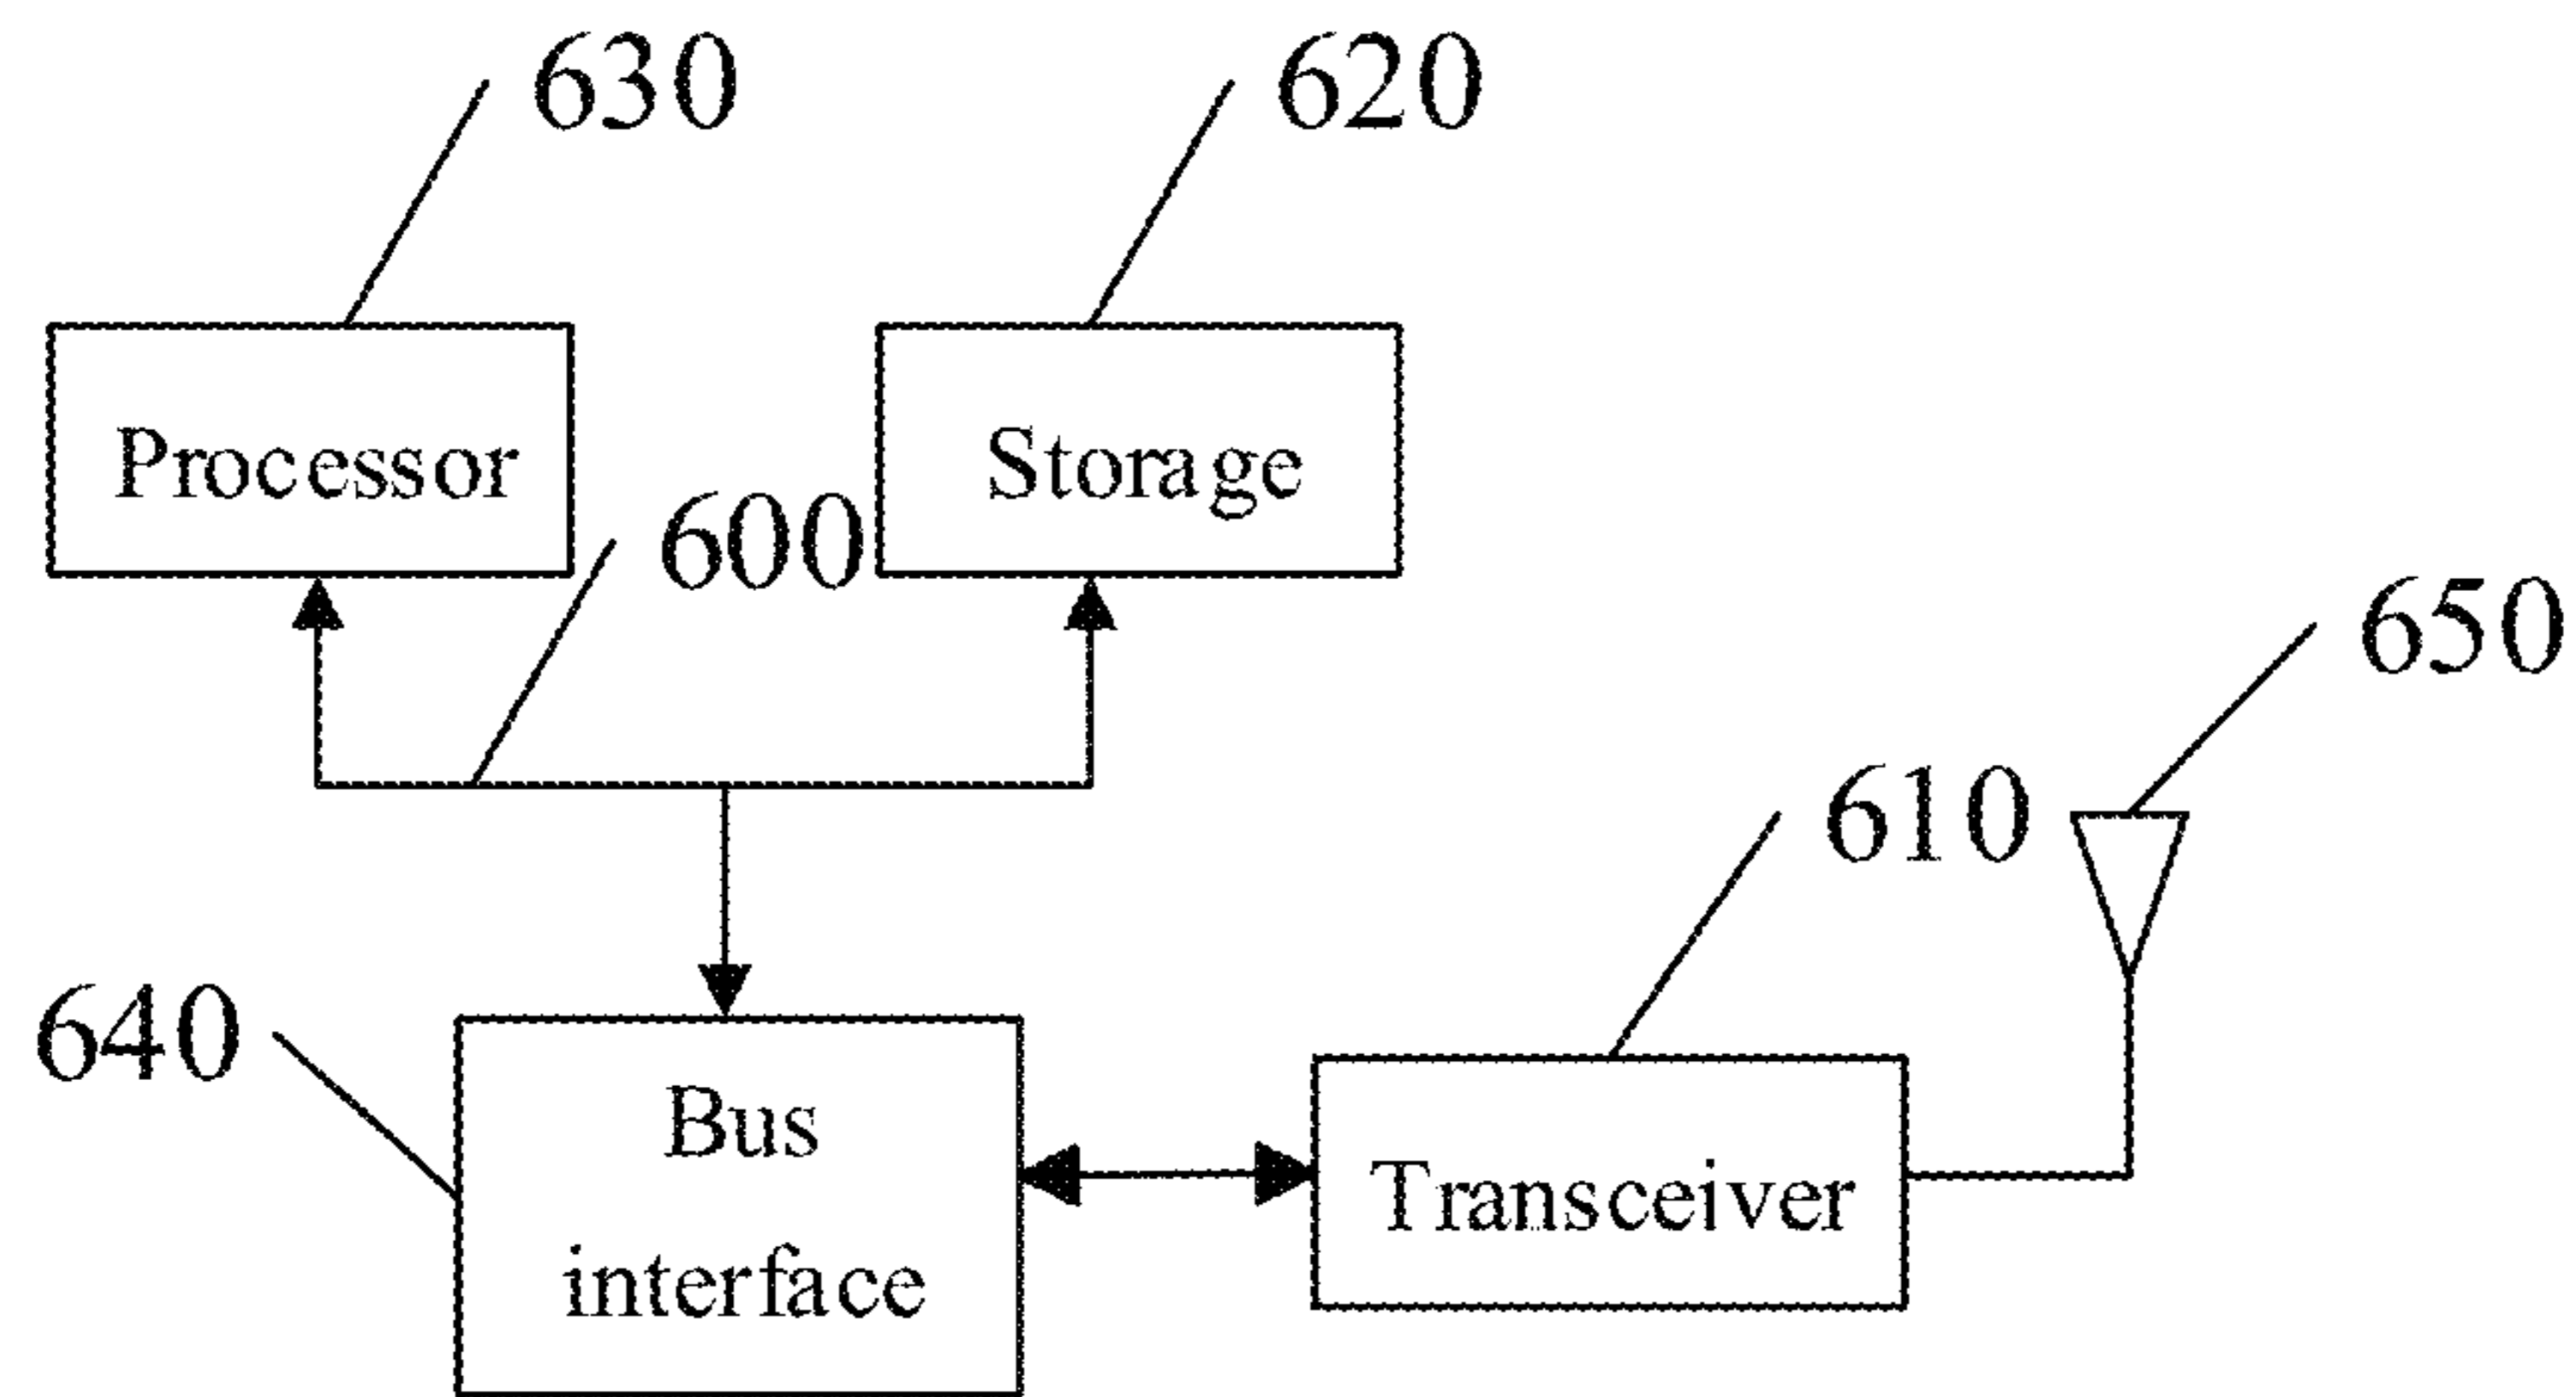 630
620
Processor
Storage
600
650
610
640
Bus
interface
Transceiver